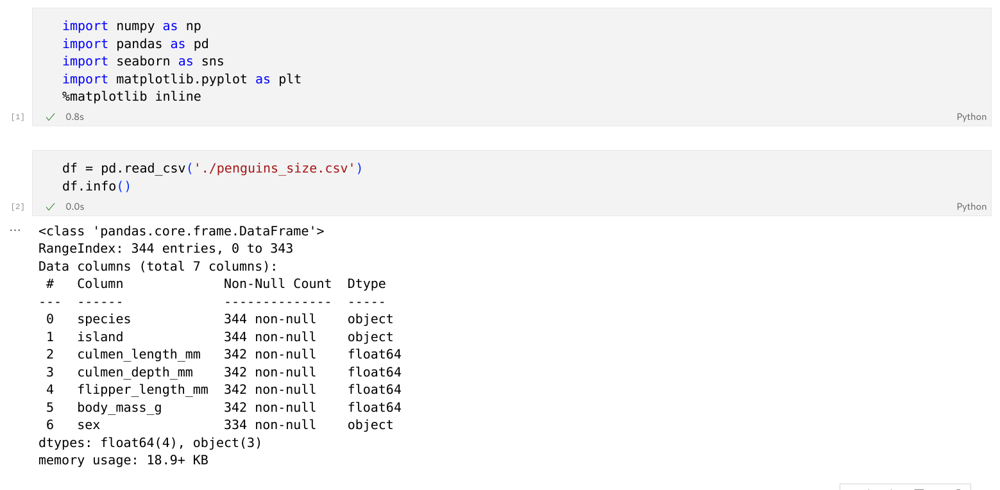 import numpy as np
import pandas as pd
import seaborn as sns
import matplotlib.pyplot as plt
%matplotlib inline
[1] ✓ 0.8s Python
df = pd.read_csv('./penguins_size.csv')
df.info()
[2] ✓ 0.0s Python
... <class 'pandas.core.frame.DataFrame'>
RangeIndex: 344 entries, 0 to 343
Data columns (total 7 columns):
 #   Column             Non-Null Count  Dtype
---  ------             --------------  -----
 0   species            344 non-null    object
 1   island             344 non-null    object
 2   culmen_length_mm   342 non-null    float64
 3   culmen_depth_mm    342 non-null    float64
 4   flipper_length_mm  342 non-null    float64
 5   body_mass_g        342 non-null    float64
 6   sex                334 non-null    object
dtypes: float64(4), object(3)
memory usage: 18.9+ KB